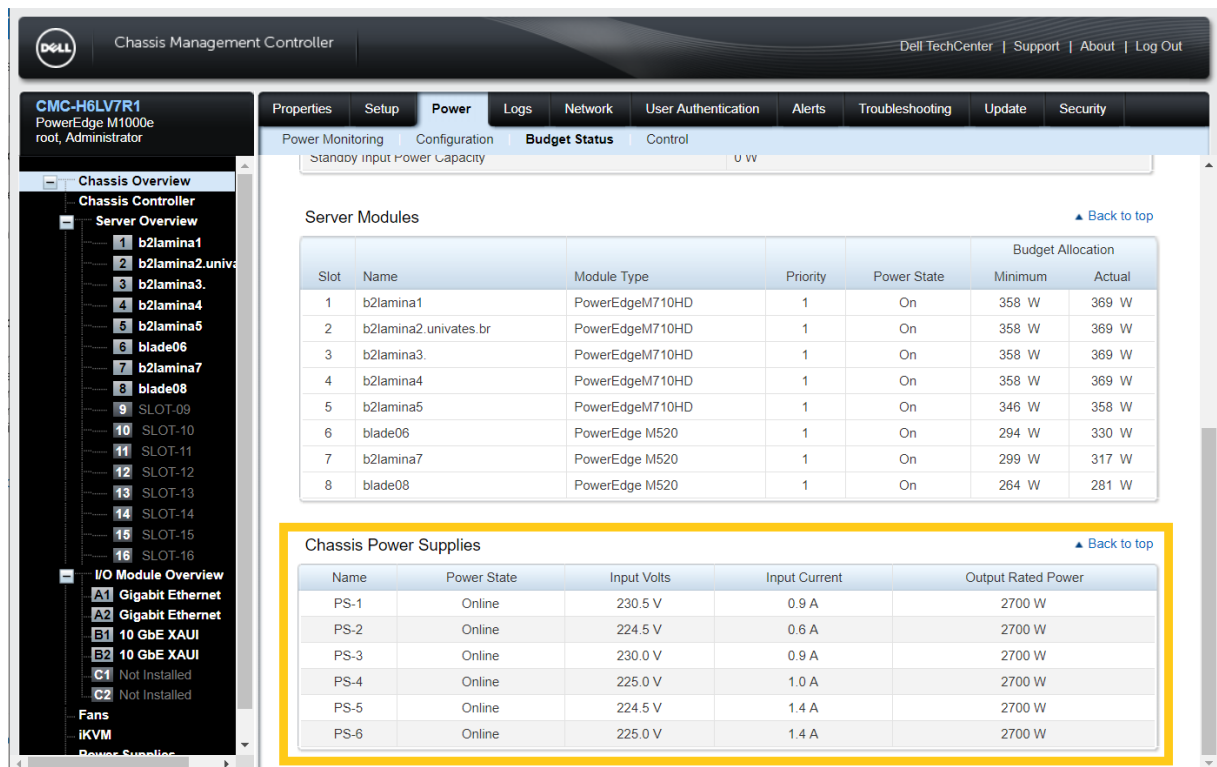 DELL
Chassis Management Controller
Dell TechCenter | Support | About | Log Out
CMC-H6LV7R1
PowerEdge M1000e
root, Administrator
Properties Setup Power Logs Network User Authentication Alerts Troubleshooting Update Security
Power Monitoring Configuration Budget Status Control
Chassis Overview
Chassis Controller
Server Overview
1 b2lamina1
2 b2lamina2.univa
3 b2lamina3.
4 b2lamina4
5 b2lamina5
6 blade06
7 b2lamina7
8 blade08
9 SLOT-09
10 SLOT-10
11 SLOT-11
12 SLOT-12
13 SLOT-13
14 SLOT-14
15 SLOT-15
16 SLOT-16
I/O Module Overview
A1 Gigabit Ethernet
A2 Gigabit Ethernet
B1 10 GbE XAUI
B2 10 GbE XAUI
C1 Not Installed
C2 Not Installed
Fans
iKVM
Power Supplies
Standby Input Power Capacity 0 W
Server Modules Back to top
Budget Allocation
Slot Name Module Type Priority Power State Minimum Actual
1 b2lamina1 PowerEdgeM710HD 1 On 358 W 369 W
2 b2lamina2.univates.br PowerEdgeM710HD 1 On 358 W 369 W
3 b2lamina3. PowerEdgeM710HD 1 On 358 W 369 W
4 b2lamina4 PowerEdgeM710HD 1 On 358 W 369 W
5 b2lamina5 PowerEdgeM710HD 1 On 346 W 358 W
6 blade06 PowerEdge M520 1 On 294 W 330 W
7 b2lamina7 PowerEdge M520 1 On 299 W 317 W
8 blade08 PowerEdge M520 1 On 264 W 281 W
Chassis Power Supplies Back to top
Name Power State Input Volts Input Current Output Rated Power
PS-1 Online 230.5 V 0.9 A 2700 W
PS-2 Online 224.5 V 0.6 A 2700 W
PS-3 Online 230.0 V 0.9 A 2700 W
PS-4 Online 225.0 V 1.0 A 2700 W
PS-5 Online 224.5 V 1.4 A 2700 W
PS-6 Online 225.0 V 1.4 A 2700 W